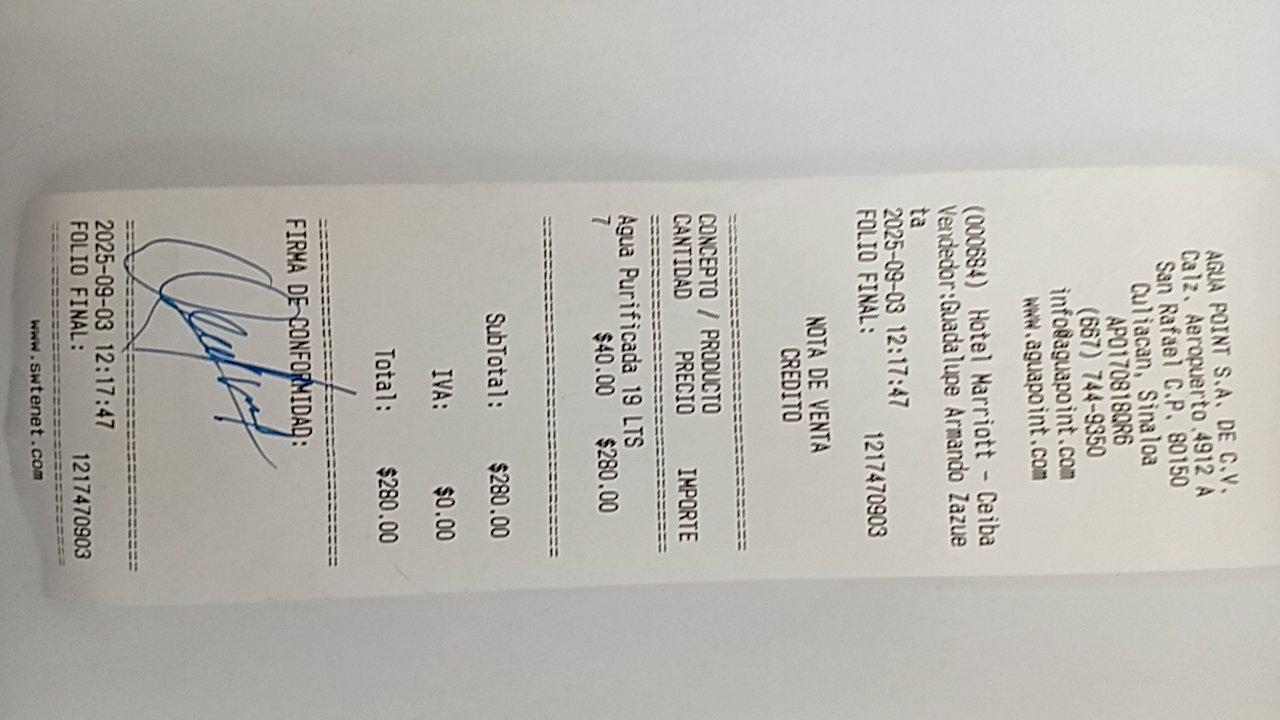 AGUA POINT S.A. DE C.V.
Calz. Aeropuerto 4912 A
San Rafael C.P. 80150
Culiacan, Sinaloa
APO170818QR6
(667) 744-9350
info@aguapoint.com
www.aguapoint.com
(000684) Hotel Marriott - Ceiba
Vendedor:Guadalupe Armando Zazue
ta
2025-09-03 12:17:47
FOLIO FINAL: 1217470903
NOTA DE VENTA
CREDITO
================================
CONCEPTO / PRODUCTO
CANTIDAD PRECIO IMPORTE
================================
Agua Purificada 19 LTS
7 $40.00 $280.00
================================
SubTotal: $280.00
IVA: $0.00
Total: $280.00
================================
FIRMA DE CONFORMIDAD:
================================
2025-09-03 12:17:47
FOLIO FINAL: 1217470903
================================
www.swtenet.com